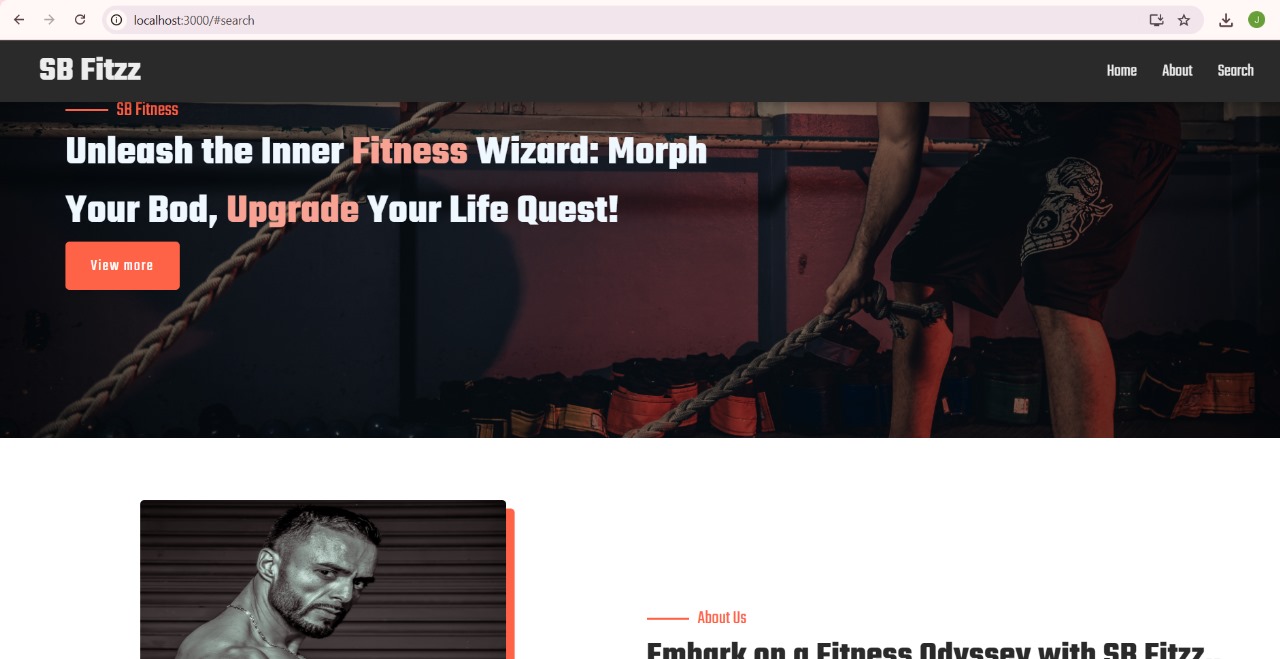 localhost:3000/#search
J
SB Fitzz
Home About Search
SB Fitness
Unleash the Inner Fitness Wizard: Morph
Your Bod, Upgrade Your Life Quest!
View more
About Us
Embark on a Fitness Odyssey with SB Fitzz